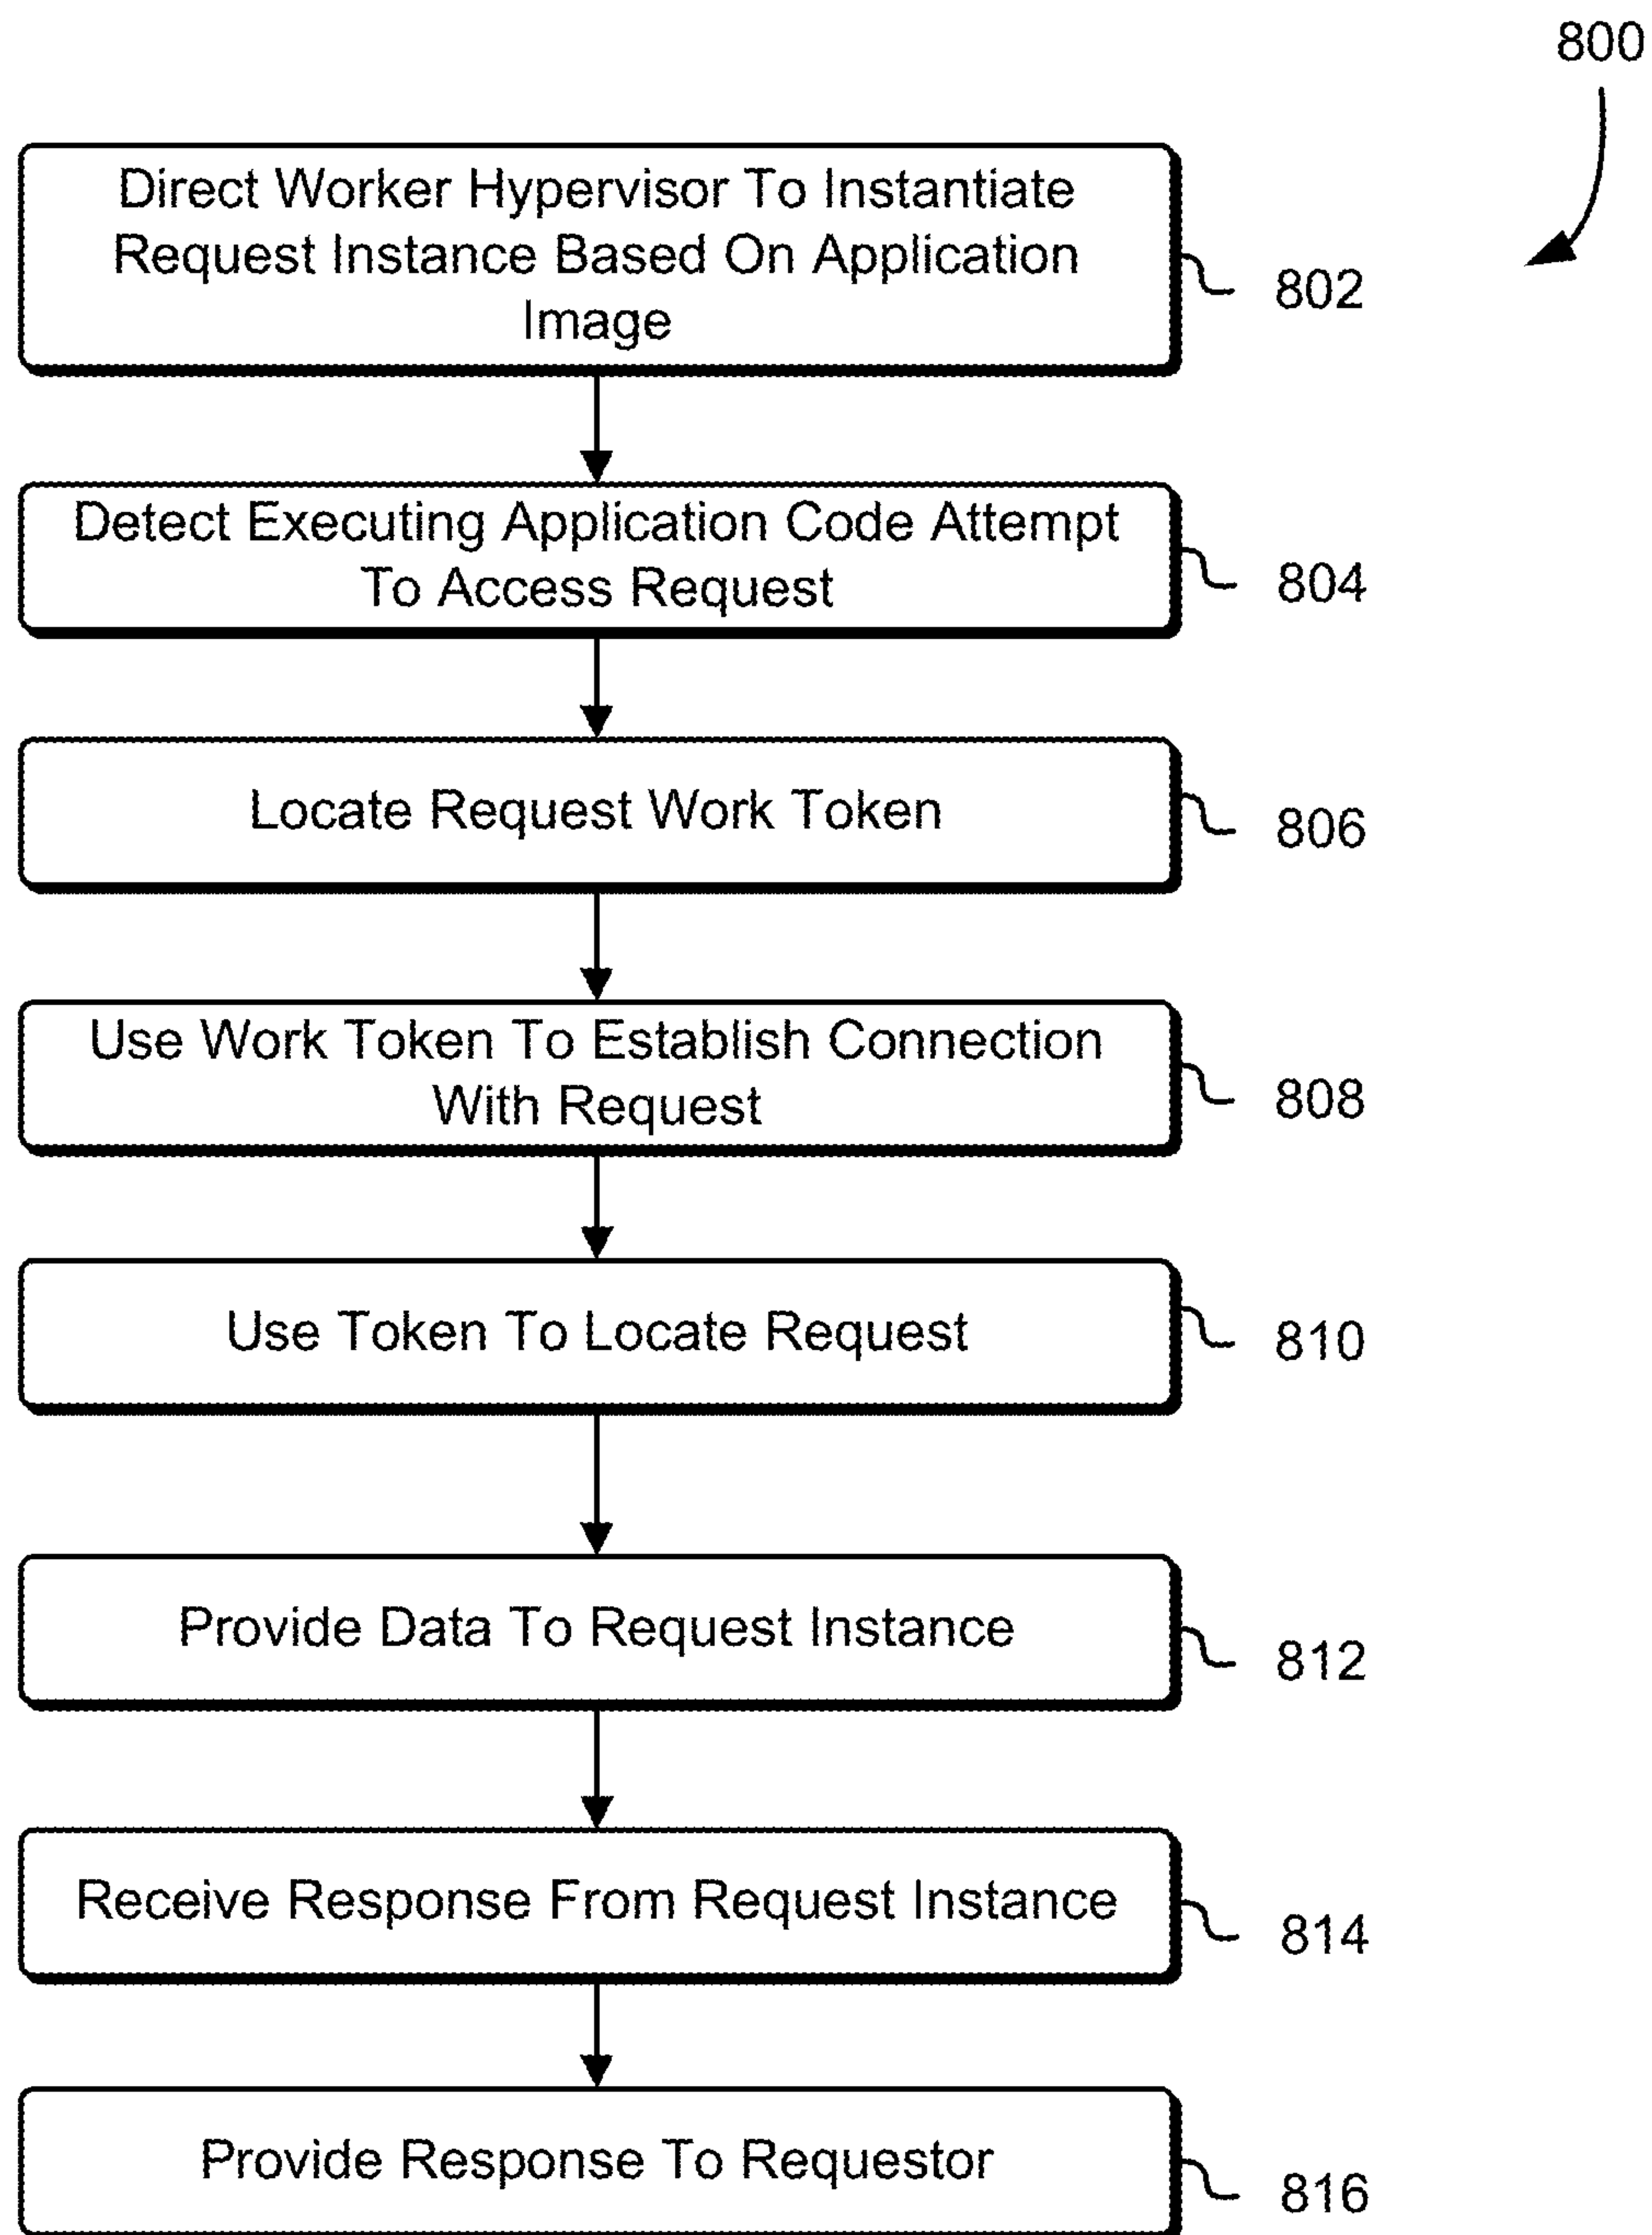 800
Direct Worker Hypervisor To Instantiate
Request Instance Based On Application
Image
802
Detect Executing Application Code Attempt
To Access Request
804
Locate Request Work Token
806
Use Work Token To Establish Connection
With Request
808
Use Token To Locate Request
810
Provide Data To Request Instance
812
Receive Response From Request Instance
814
Provide Response To Requestor
816